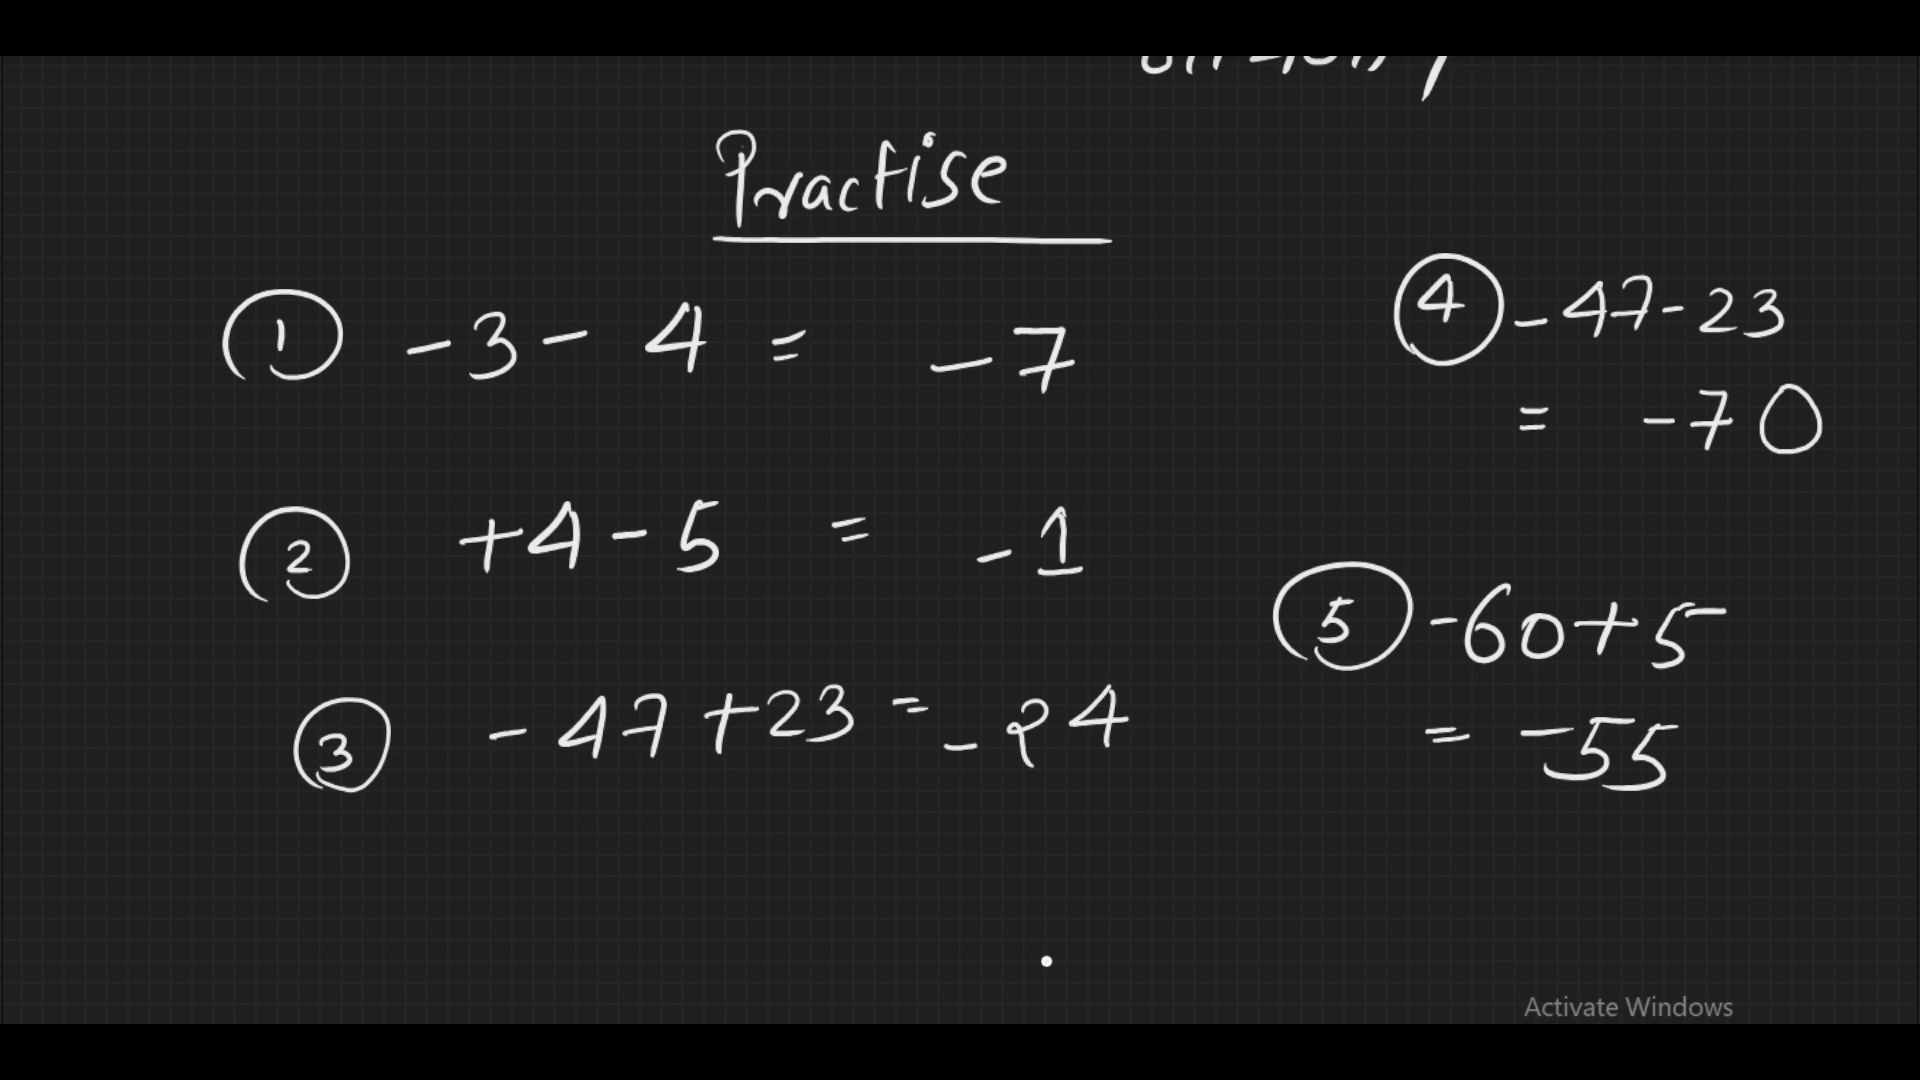 Practise
① -3 - 4 = -7
② +4 - 5 = -1
③ -47 + 23 = -24
④ -47 - 23
= -70
⑤ -60 + 5
= -55
Activate Windows